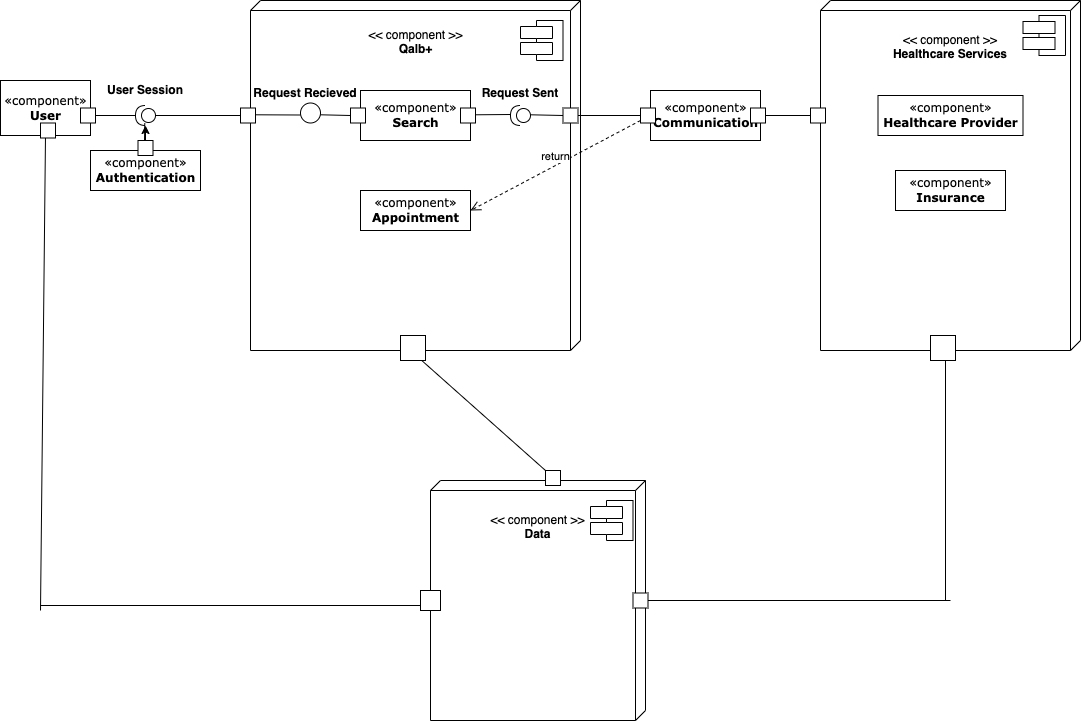 << component >>
Qalb+
<< component >>
Healthcare Services
User Session
Request Recieved
Request Sent
«component»
User
«component»
Search
«component»
Communication
«component»
Healthcare Provider
return
«component»
Authentication
«component»
Appointment
«component»
Insurance
<< component >>
Data